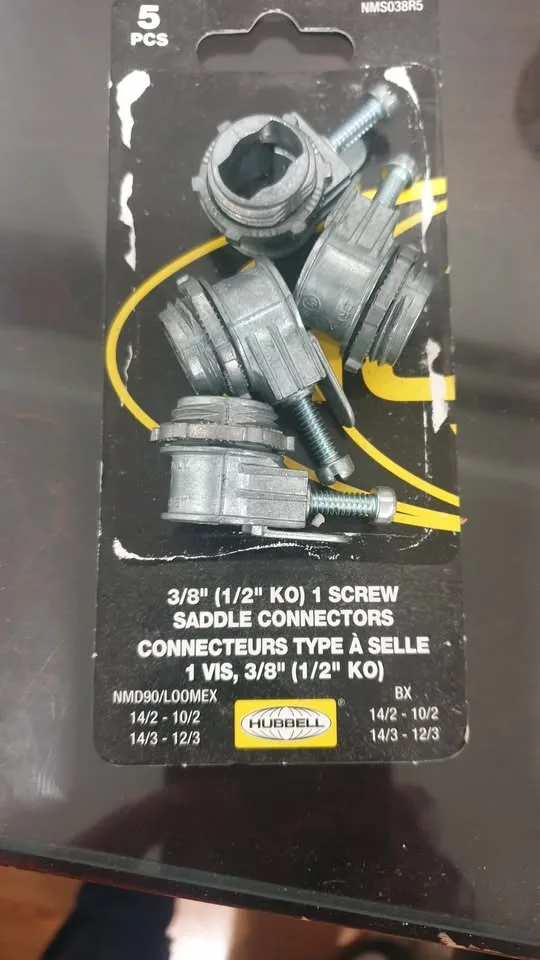 5
PCS
NMS038R5
3/8" (1/2" KO) 1 SCREW
SADDLE CONNECTORS
CONNECTEURS TYPE À SELLE
1 VIS, 3/8" (1/2" KO)
NMD90/LOOMEX
14/2 - 10/2
14/3 - 12/3
HUBBELL®
BX
14/2 - 10/2
14/3 - 12/3